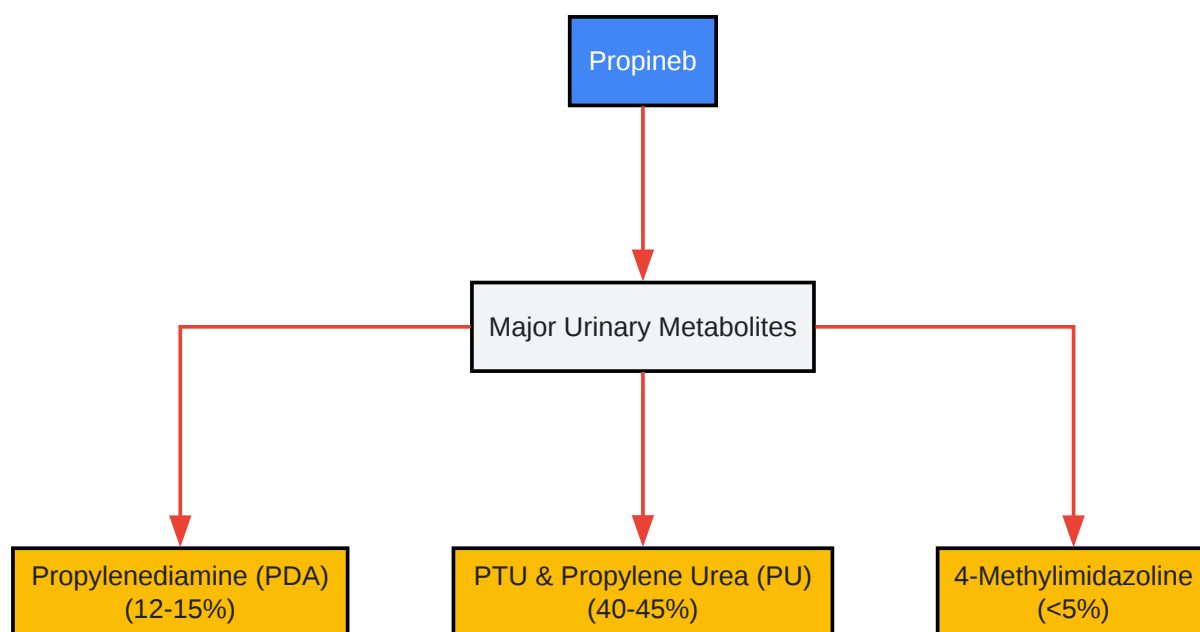 Propineb
Major Urinary Metabolites
Propylenediamine (PDA)
(12-15%)
PTU & Propylene Urea (PU)
(40-45%)
4-Methylimidazoline
(<5%)